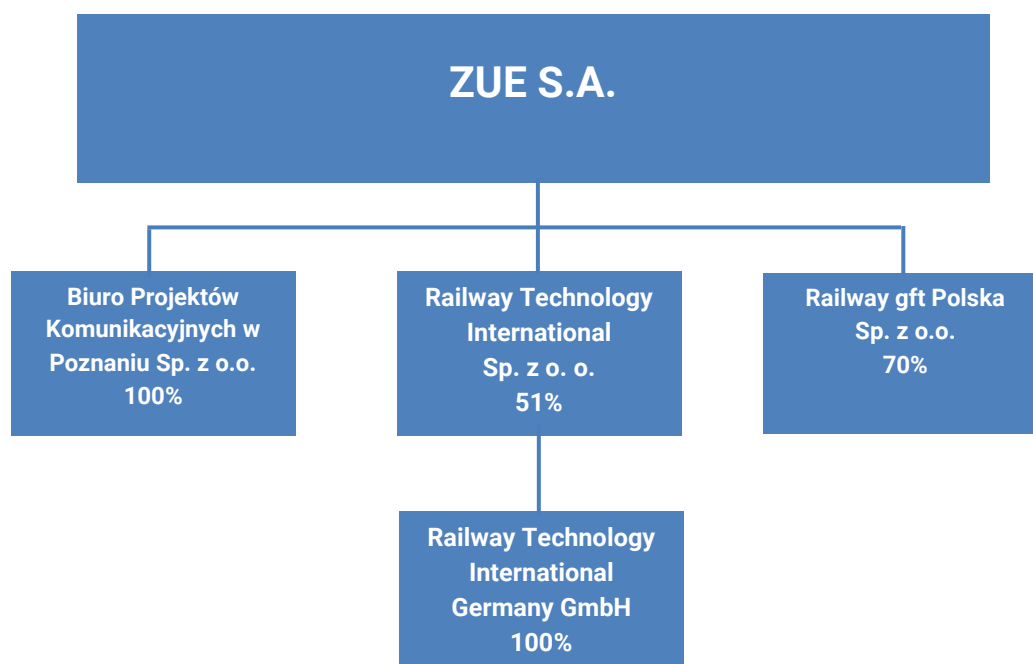 ZUE S.A.
Biuro Projektów
Komunikacyjnych w
Poznaniu Sp. z o.o.
100%
Railway Technology
International
Sp. z o. o.
51%
Railway gft Polska
Sp. z o.o.
70%
Railway Technology
International
Germany GmbH
100%